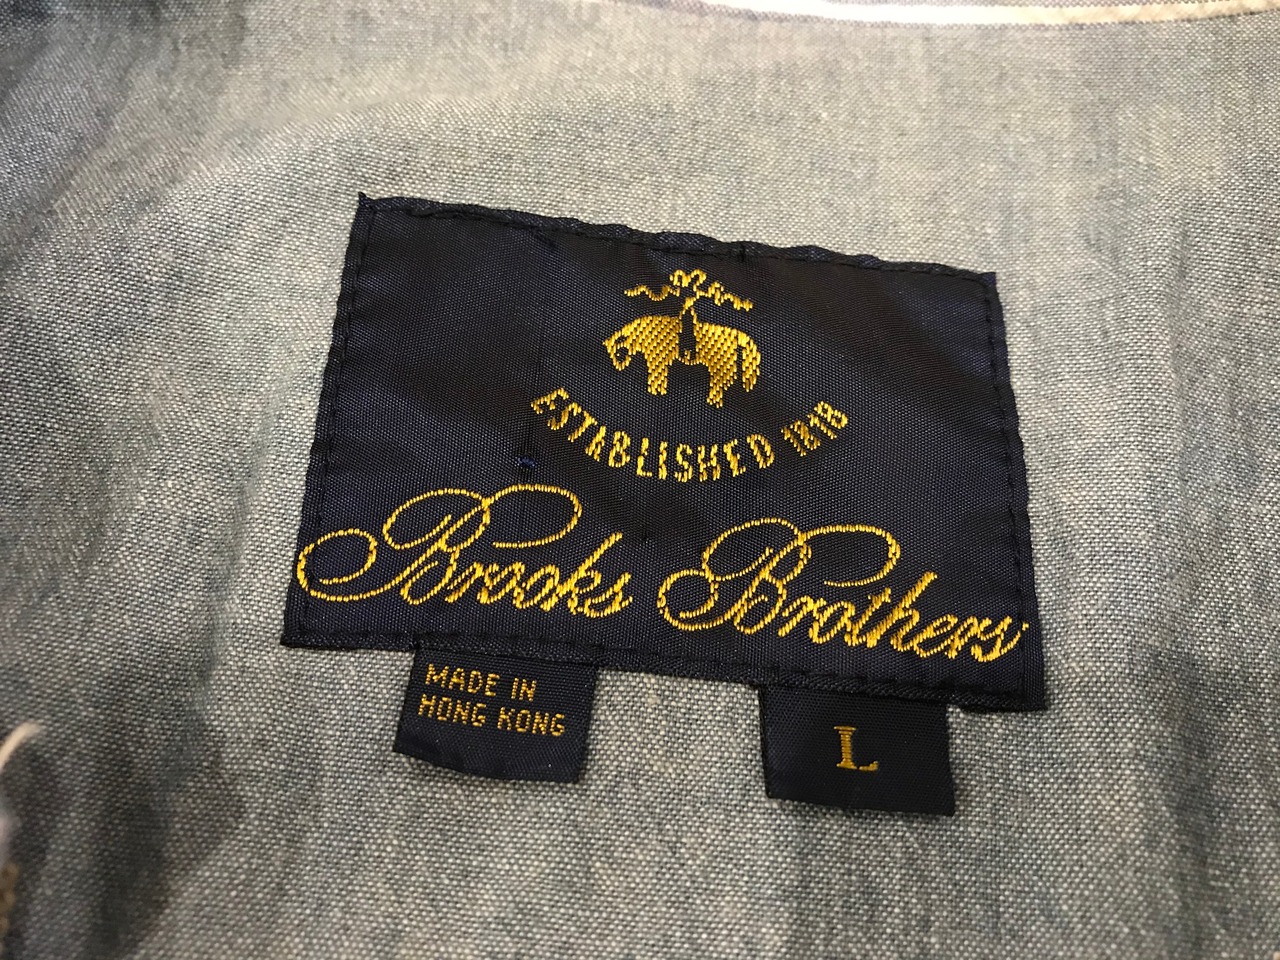 ESTABLISHED 1818
Brooks Brothers
MADE IN
HONG KONG
L